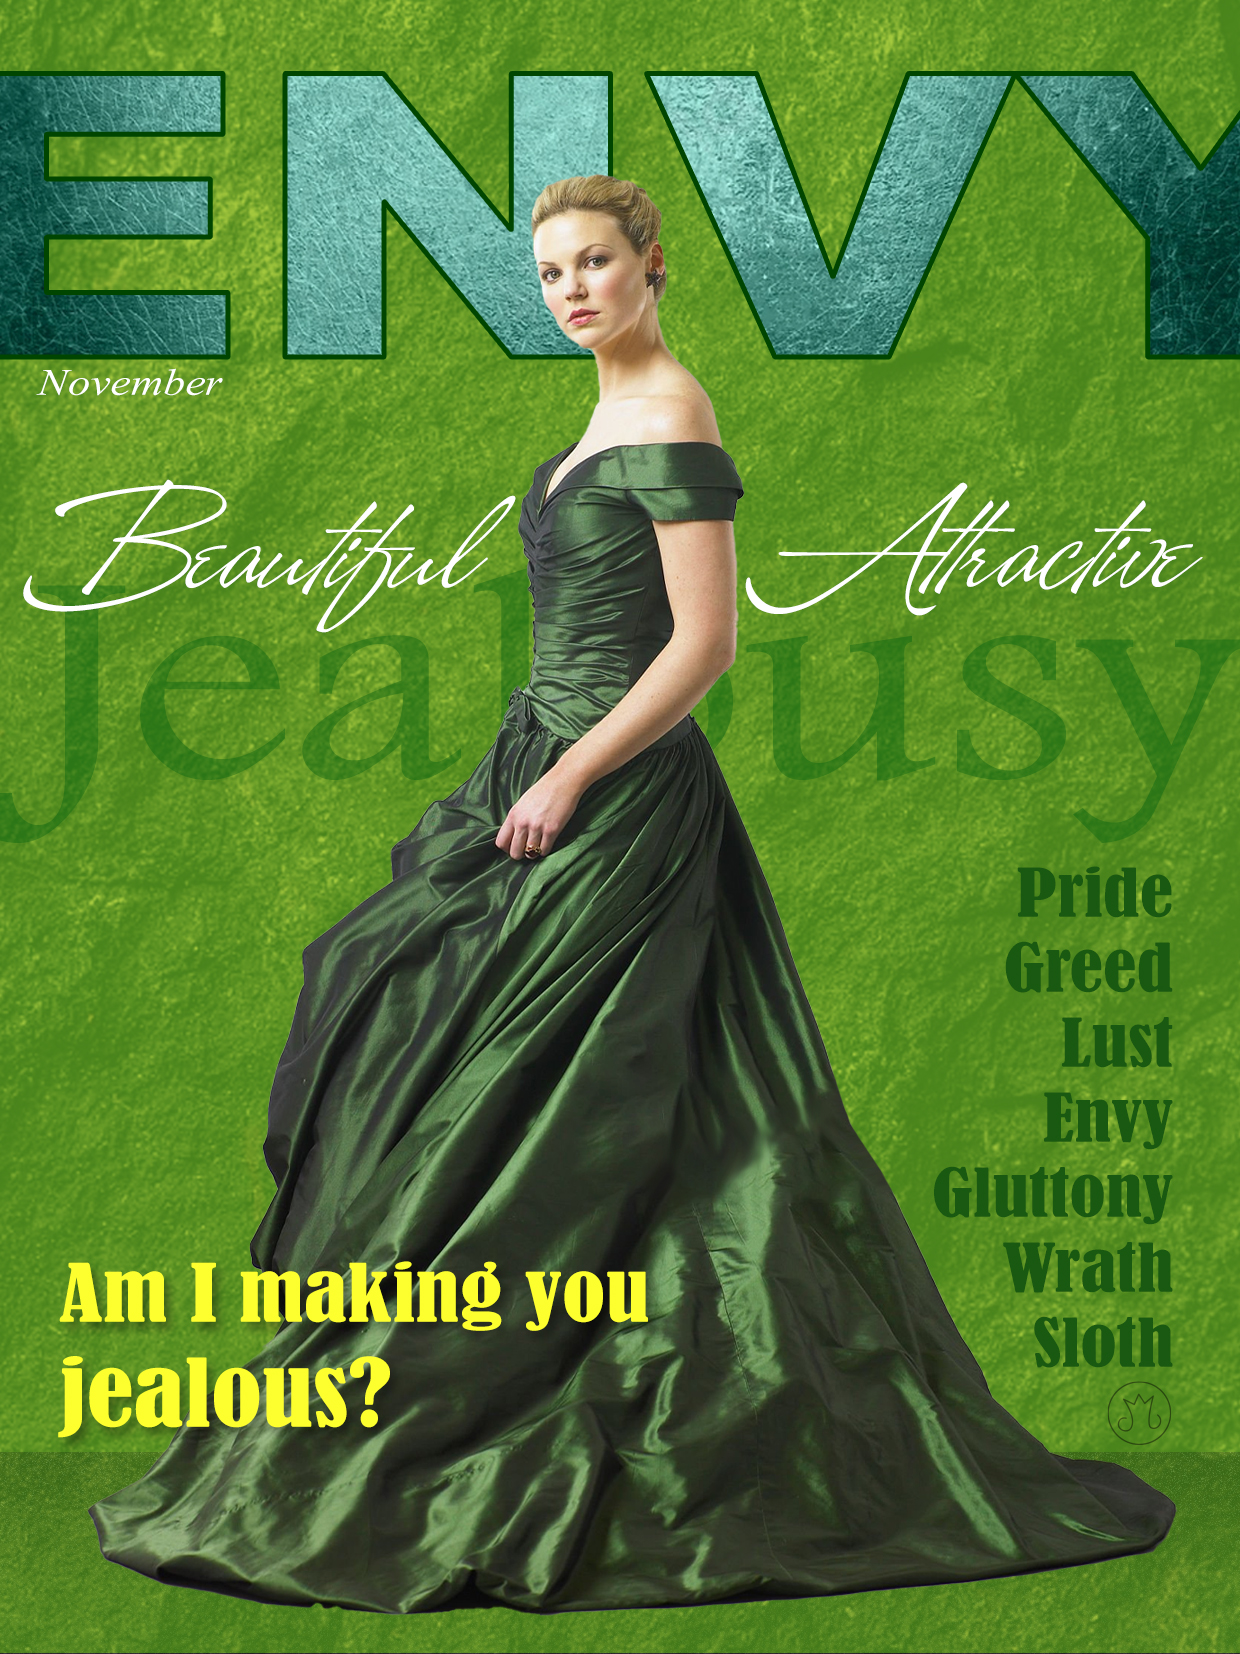 ENVY
November
Beautiful Attractive
Jealousy
Pride
Greed
Lust
Envy
Gluttony
Wrath
Sloth
Am I making you
jealous?